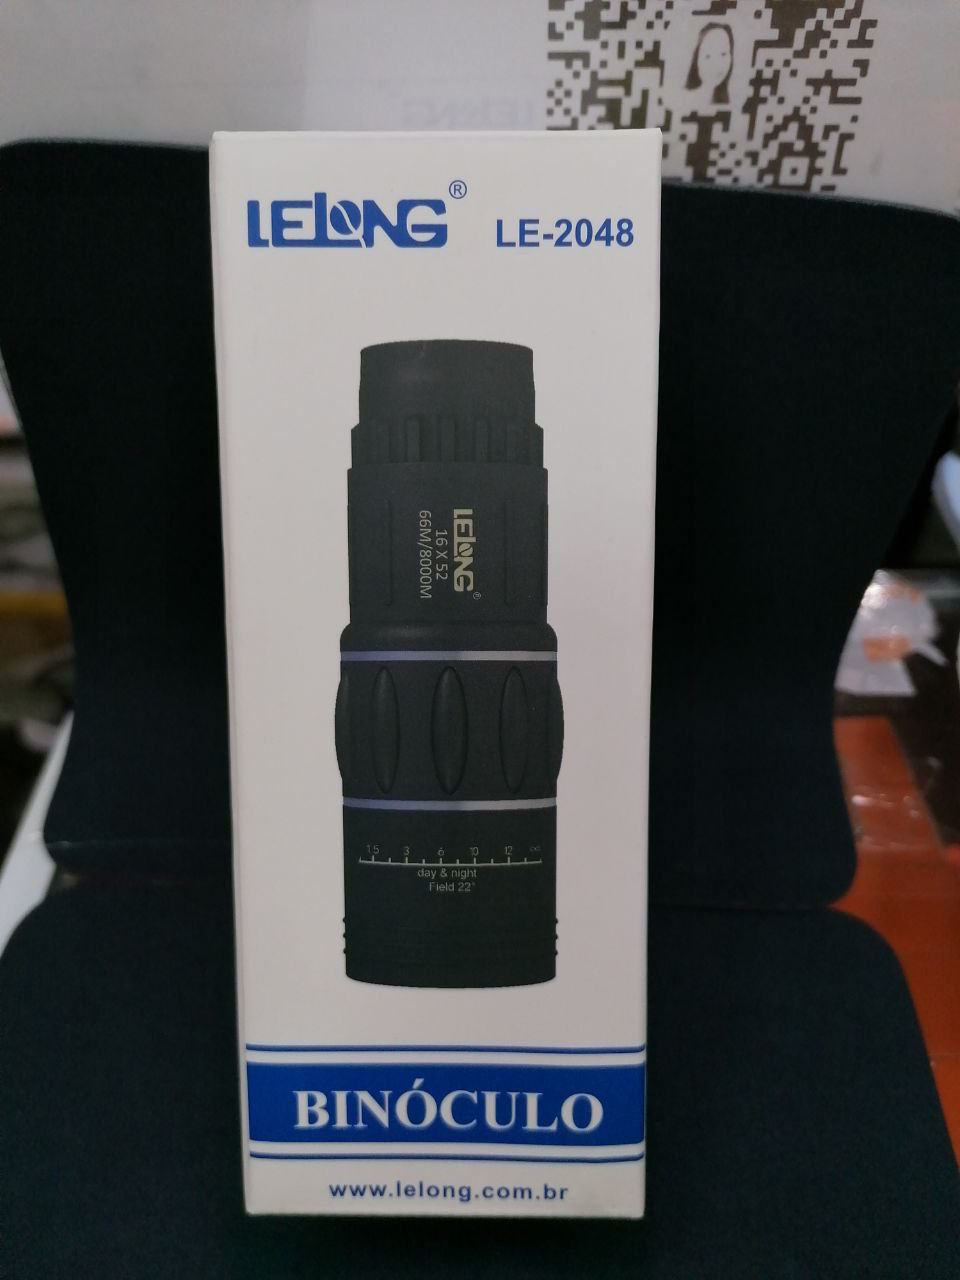 LELONG®
LE-2048
LELONG®
16 X 52
66M/8000M
1.5 3 6 10 12 ∞
day & night
Field 22°
BINÓCULO
www.lelong.com.br